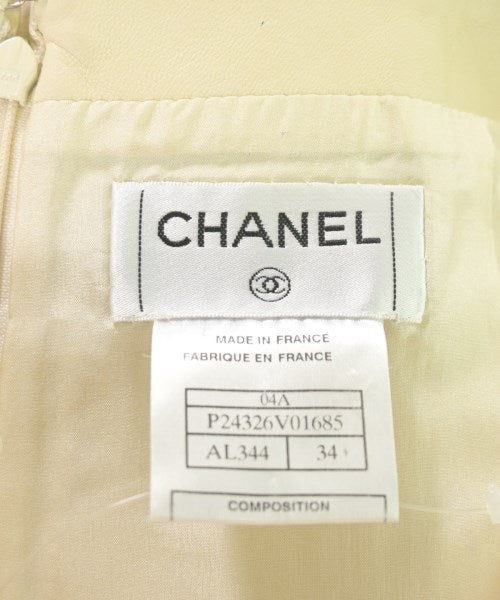 CHANEL
MADE IN FRANCE
FABRIQUE EN FRANCE
04A
P24326V01685
AL344 34
COMPOSITION